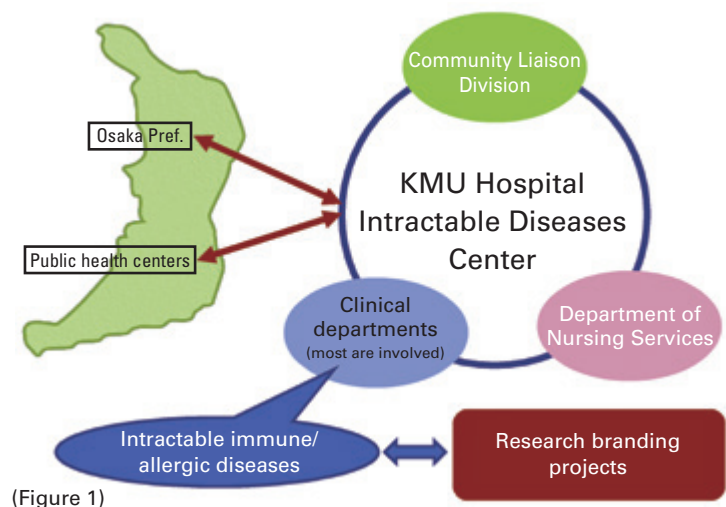 Community Liaison
Division
Osaka Pref.
KMU Hospital
Intractable Diseases
Center
Public health centers
Clinical
departments
(most are involved)
Department of
Nursing Services
Intractable immune/
allergic diseases
Research branding
projects
(Figure 1)